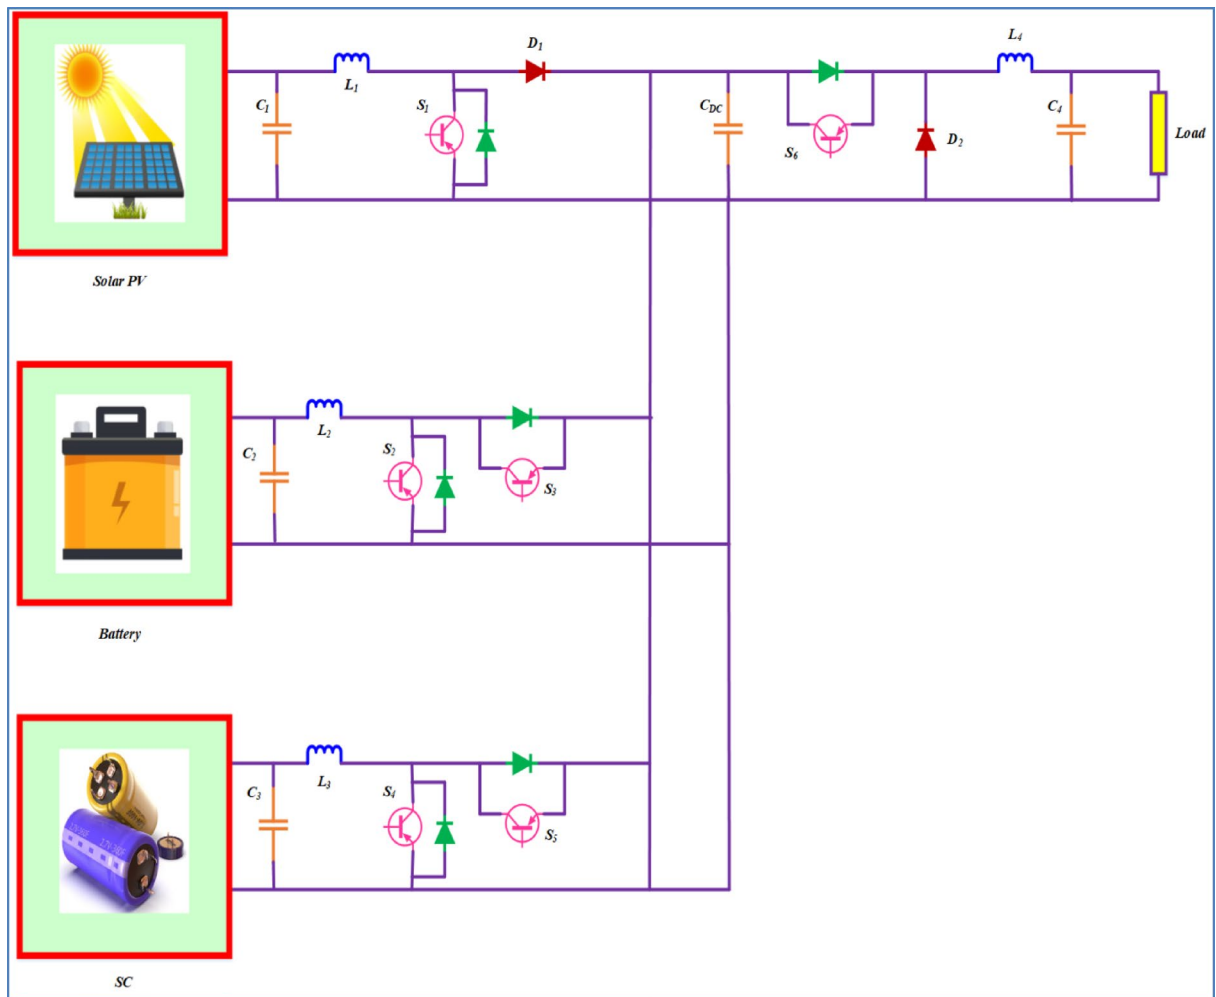 D1
L4
L1
C1
S1
CDC
S6
D2
C4
Load
Solar PV
L2
C2
S2
S3
Battery
L3
C3
S4
S5
SC